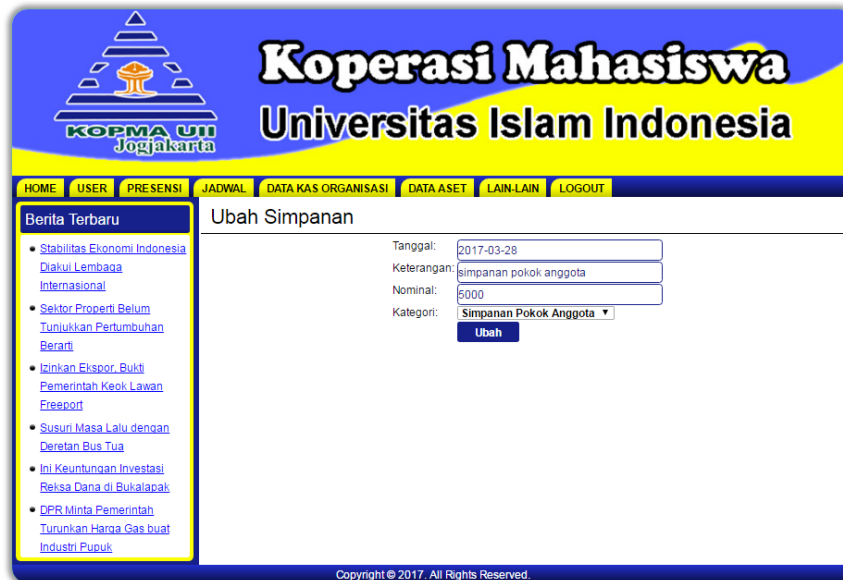 KOPMA UII
Jogjakarta
Koperasi Mahasiswa
Universitas Islam Indonesia
HOME USER PRESENSI JADWAL DATA KAS ORGANISASI DATA ASET LAIN-LAIN LOGOUT
Berita Terbaru
Stabilitas Ekonomi Indonesia
Diakui Lembaga
Internasional
Sektor Properti Belum
Tunjukkan Pertumbuhan
Berarti
Izinkan Ekspor, Bukti
Pemerintah Keok Lawan
Freeport
Susuri Masa Lalu dengan
Deretan Bus Tua
Ini Keuntungan Investasi
Reksa Dana di Bukalapak
DPR Minta Pemerintah
Turunkan Harga Gas buat
Industri Pupuk
Ubah Simpanan
Tanggal: 2017-03-28
Keterangan: simpanan pokok anggota
Nominal: 5000
Kategori: Simpanan Pokok Anggota
Ubah
Copyright © 2017. All Rights Reserved.